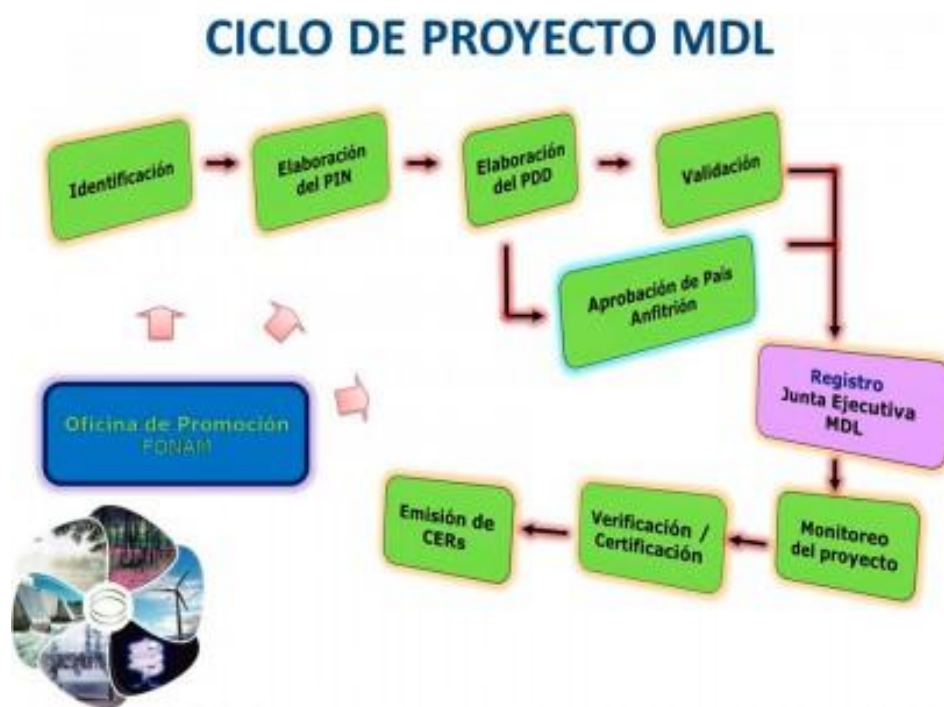 CICLO DE PROYECTO MDL
Identificación
Elaboración
del PIN
Elaboración
del PDD
Validación
Aprobación de País
Anfitrión
Registro
Junta Ejecutiva
MDL
Oficina de Promoción
FONAM
Emisión de
CERs
Verificación /
Certificación
Monitoreo
del proyecto